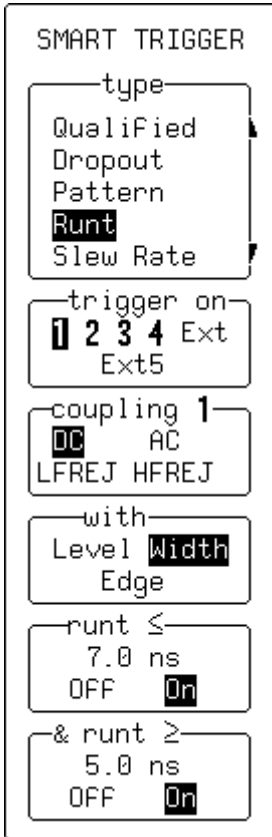 SMART TRIGGER
type
Qualified
Dropout
Pattern
Runt
Slew Rate
trigger on
1 2 3 4 Ext
Ext5
coupling 1
DC AC
LFREJ HFREJ
with
Level Width
Edge
runt ≤
7.0 ns
OFF On
& runt ≥
5.0 ns
OFF On